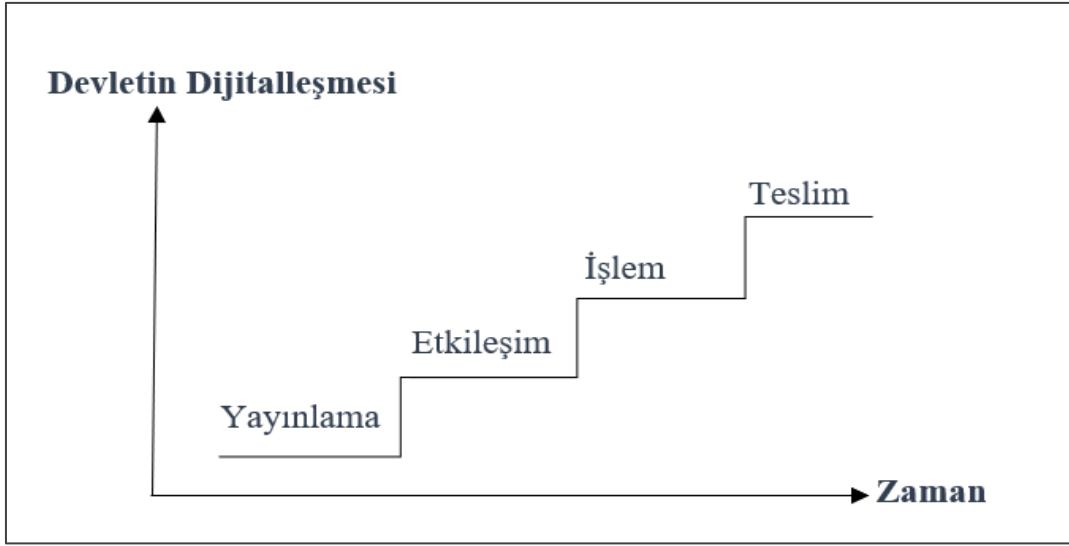 Devletin Dijitalleşmesi
Teslim
İşlem
Etkileşim
Yayınlama
Zaman